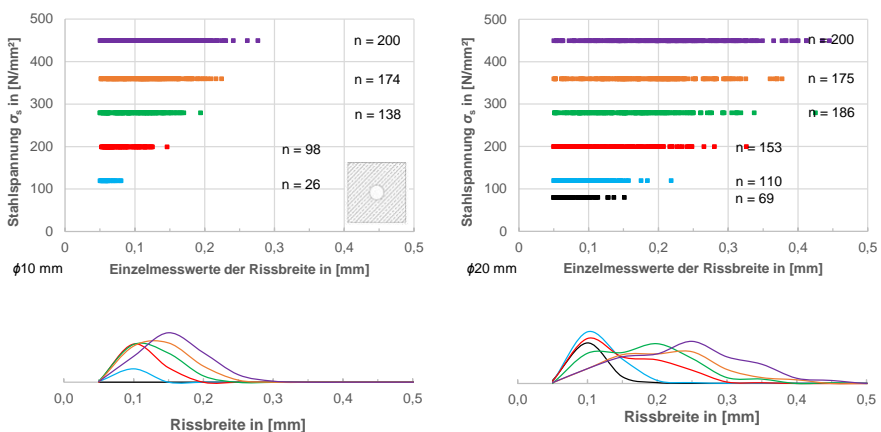 500
400
300
200
100
0
Stahlspannung σs in [N/mm²]
n = 200
n = 174
n = 138
n = 98
n = 26
0 0,1 0,2 0,3 0,4 0,5
ϕ10 mm Einzelmesswerte der Rissbreite in [mm]
500
400
300
200
100
0
Stahlspannung σs in [N/mm²]
n = 200
n = 175
n = 186
n = 153
n = 110
n = 69
0 0,1 0,2 0,3 0,4 0,5
ϕ20 mm Einzelmesswerte der Rissbreite in [mm]
0,0 0,1 0,2 0,3 0,4 0,5
Rissbreite in [mm]
0,0 0,1 0,2 0,3 0,4 0,5
Rissbreite in [mm]